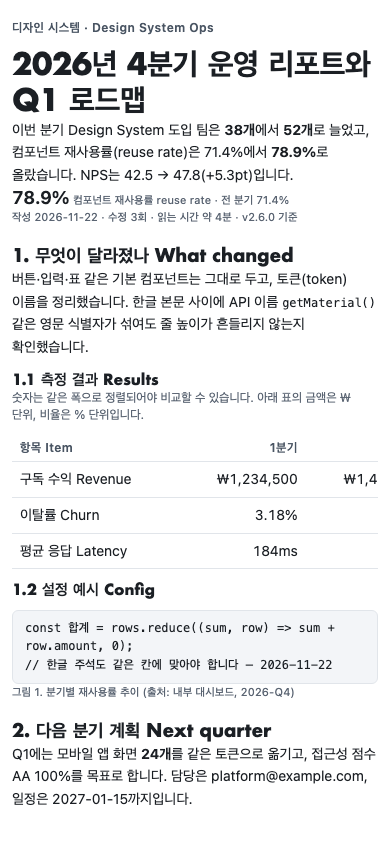 디자인 시스템 · Design System Ops
2026년 4분기 운영 리포트와
Q1 로드맵
이번 분기 Design System 도입 팀은 38개에서 52개로 늘었고,
컴포넌트 재사용률(reuse rate)은 71.4%에서 78.9%로
올랐습니다. NPS는 42.5 → 47.8(+5.3pt)입니다.
78.9% 컴포넌트 재사용률 reuse rate · 전 분기 71.4%
작성 2026-11-22 · 수정 3회 · 읽는 시간 약 4분 · v2.6.0 기준
1. 무엇이 달라졌나 What changed
버튼·입력·표 같은 기본 컴포넌트는 그대로 두고, 토큰(token)
이름을 정리했습니다. 한글 본문 사이에 API 이름 getMaterial()
같은 영문 식별자가 섞여도 줄 높이가 흔들리지 않는지
확인했습니다.
1.1 측정 결과 Results
숫자는 같은 폭으로 정렬되어야 비교할 수 있습니다. 아래 표의 금액은 ₩
단위, 비율은 % 단위입니다.
항목 Item 1분기
구독 수익 Revenue ₩1,234,500 ₩1,4
이탈률 Churn 3.18%
평균 응답 Latency 184ms
1.2 설정 예시 Config
const 합계 = rows.reduce((sum, row) => sum +
row.amount, 0);
// 한글 주석도 같은 칸에 맞아야 합니다 — 2026-11-22
그림 1. 분기별 재사용률 추이 (출처: 내부 대시보드, 2026-Q4)
2. 다음 분기 계획 Next quarter
Q1에는 모바일 앱 화면 24개를 같은 토큰으로 옮기고, 접근성 점수
AA 100%를 목표로 합니다. 담당은 platform@example.com,
일정은 2027-01-15까지입니다.